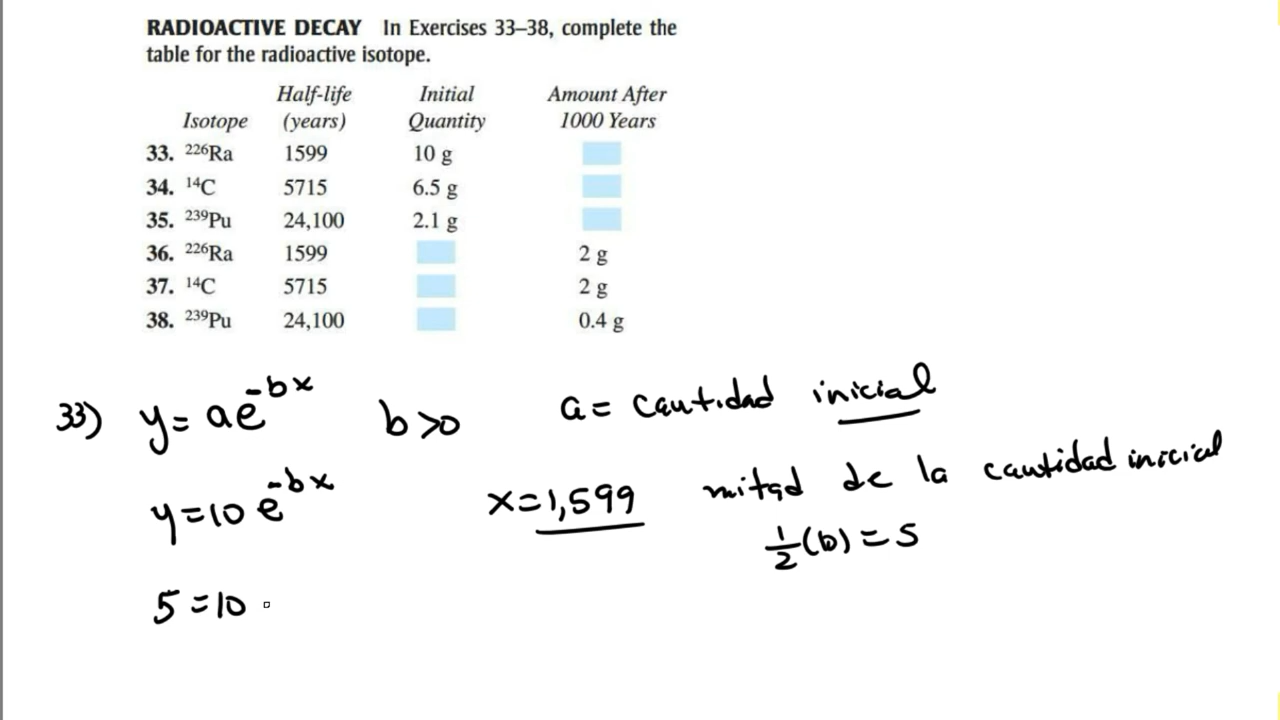 RADIOACTIVE DECAY In Exercises 33–38, complete the
table for the radioactive isotope.
Isotope Half-life (years) Initial Quantity Amount After 1000 Years
33. ²²⁶Ra 1599 10 g
34. ¹⁴C 5715 6.5 g
35. ²³⁹Pu 24,100 2.1 g
36. ²²⁶Ra 1599 2 g
37. ¹⁴C 5715 2 g
38. ²³⁹Pu 24,100 0.4 g
33) y = ae^-bx b>0 a = cantidad inicial
y=10 e^-bx x=1,599 mitad de la cantidad inicial
1/2 (10) = 5
5 = 10